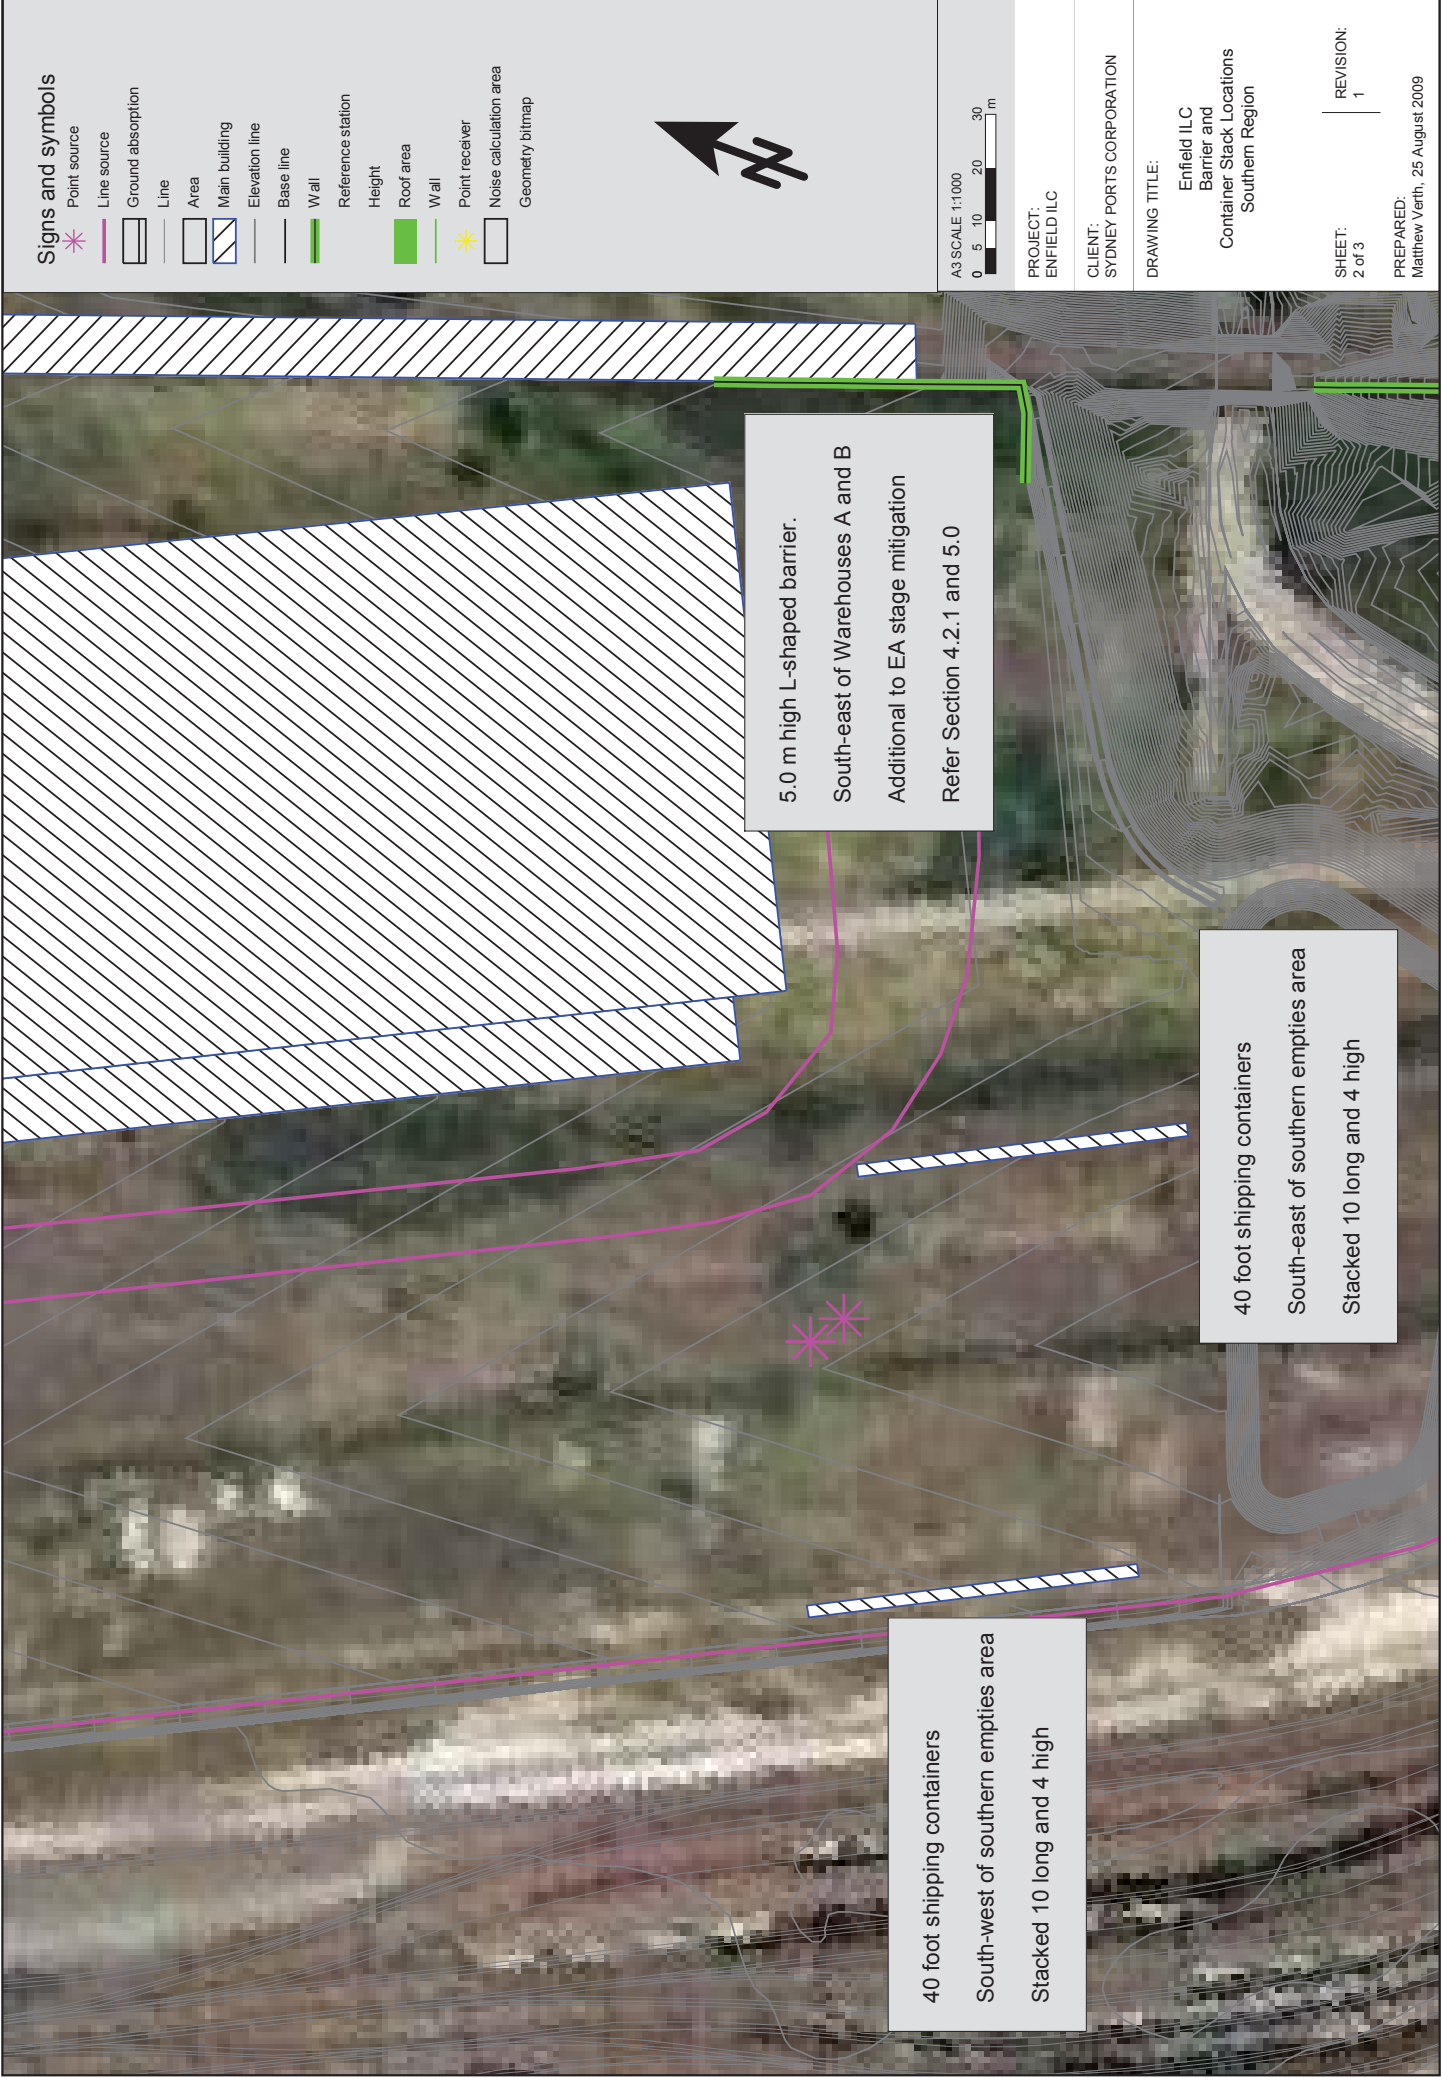 Signs and symbols
Point source
Line source
Ground absorption
Line
Area
Main building
Elevation line
Base line
Wall
Reference station
Height
Roof area
Wall
Point receiver
Noise calculation area
Geometry bitmap
A3 SCALE 1:1000
0 5 10 20 30
m
PROJECT:
ENFIELD ILC
CLIENT:
SYDNEY PORTS CORPORATION
DRAWING TITLE:
Enfield ILC
Barrier and
Container Stack Locations
Southern Region
SHEET:
2 of 3
REVISION:
1
PREPARED:
Matthew Verth, 25 August 2009
5.0 m high L-shaped barrier.
South-east of Warehouses A and B
Additional to EA stage mitigation
Refer Section 4.2.1 and 5.0
40 foot shipping containers
South-east of southern empties area
Stacked 10 long and 4 high
40 foot shipping containers
South-west of southern empties area
Stacked 10 long and 4 high